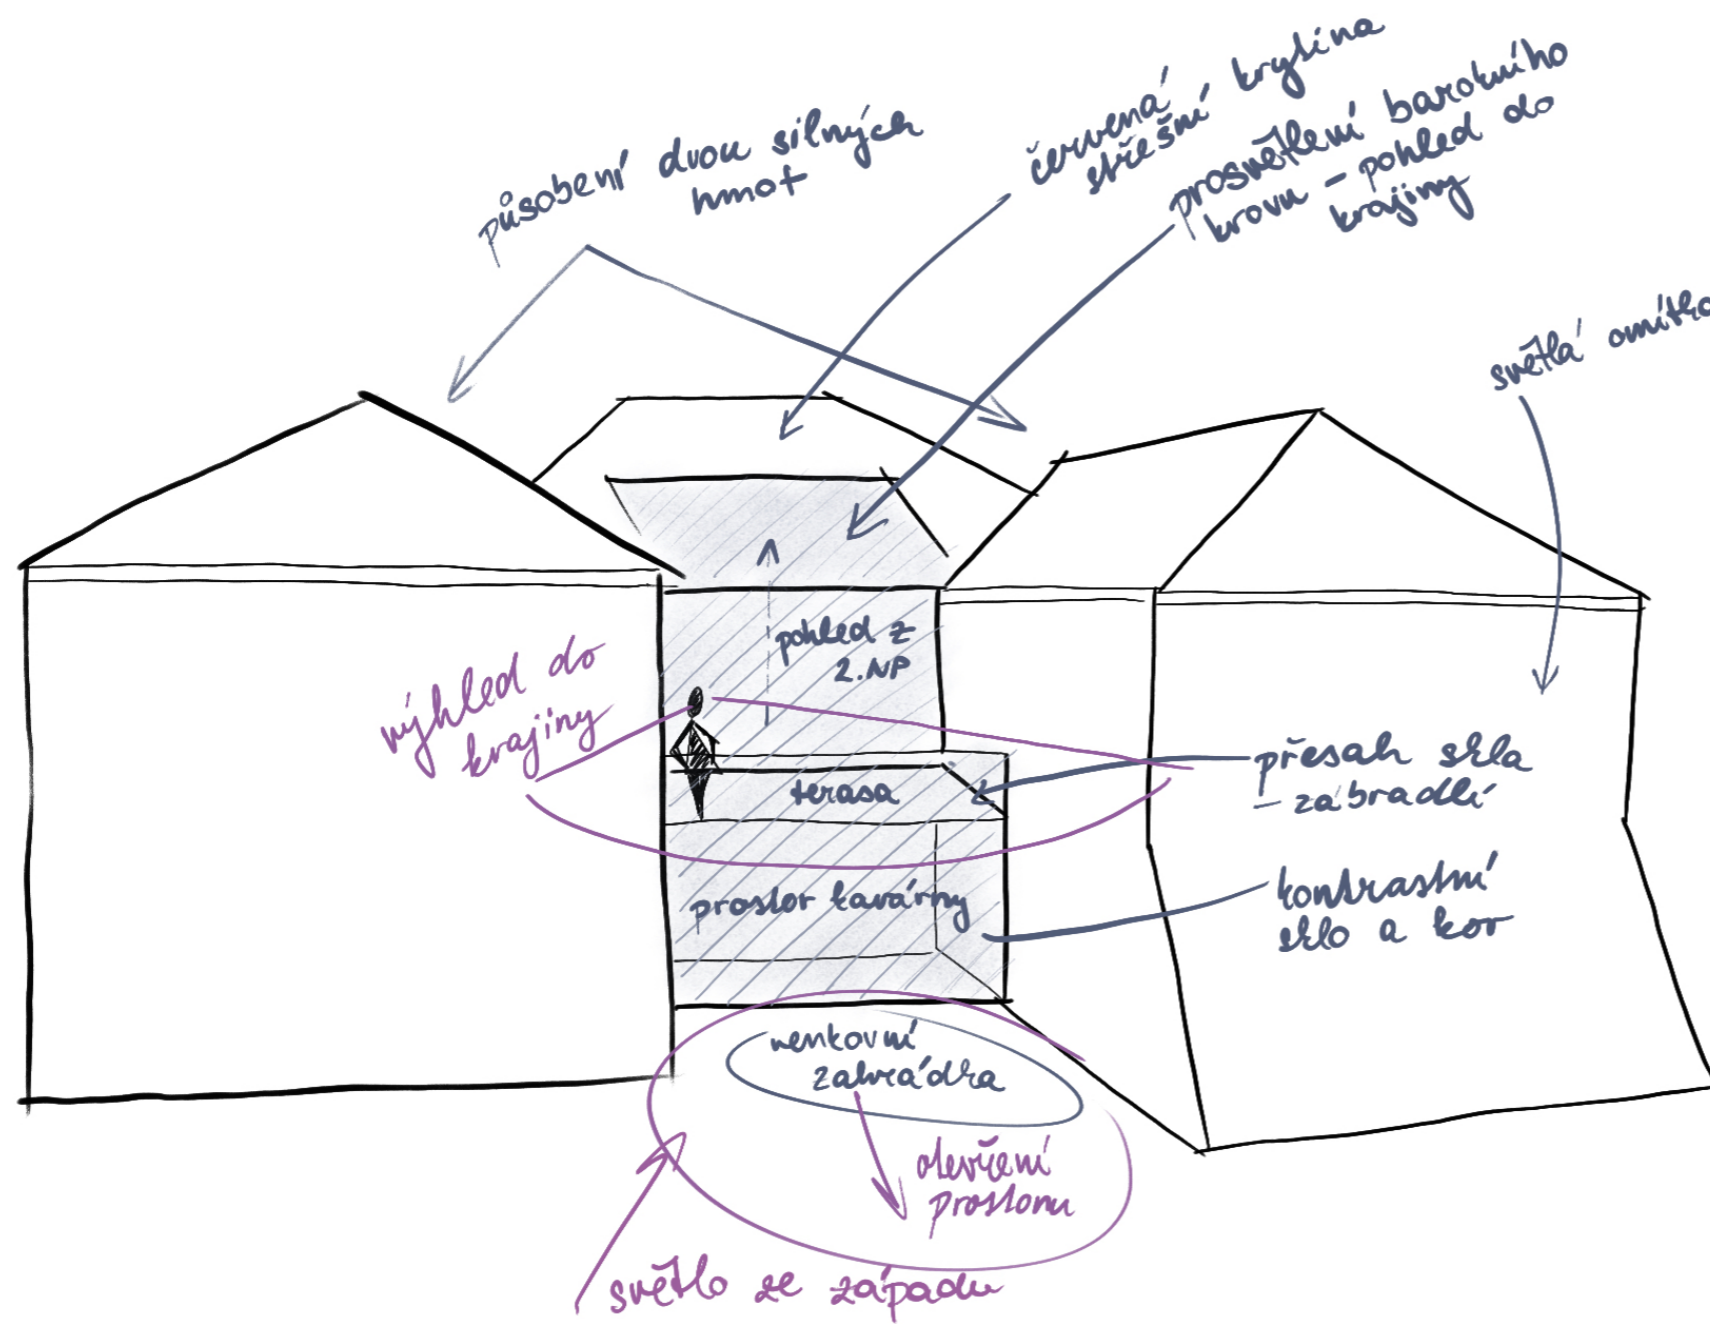 působení dvou silných
hmot
červená
střešní krytina
prosvětlení barokního
krovu - pohled do
krajiny
světlá omítka
pohled z
2.NP
výhled do
krajiny
terasa
přesah skla
- zábradlí
prostor kavárny
kontrastní
sklo a kov
venkovní
zahrádka
otevření
prostoru
světlo ze západu